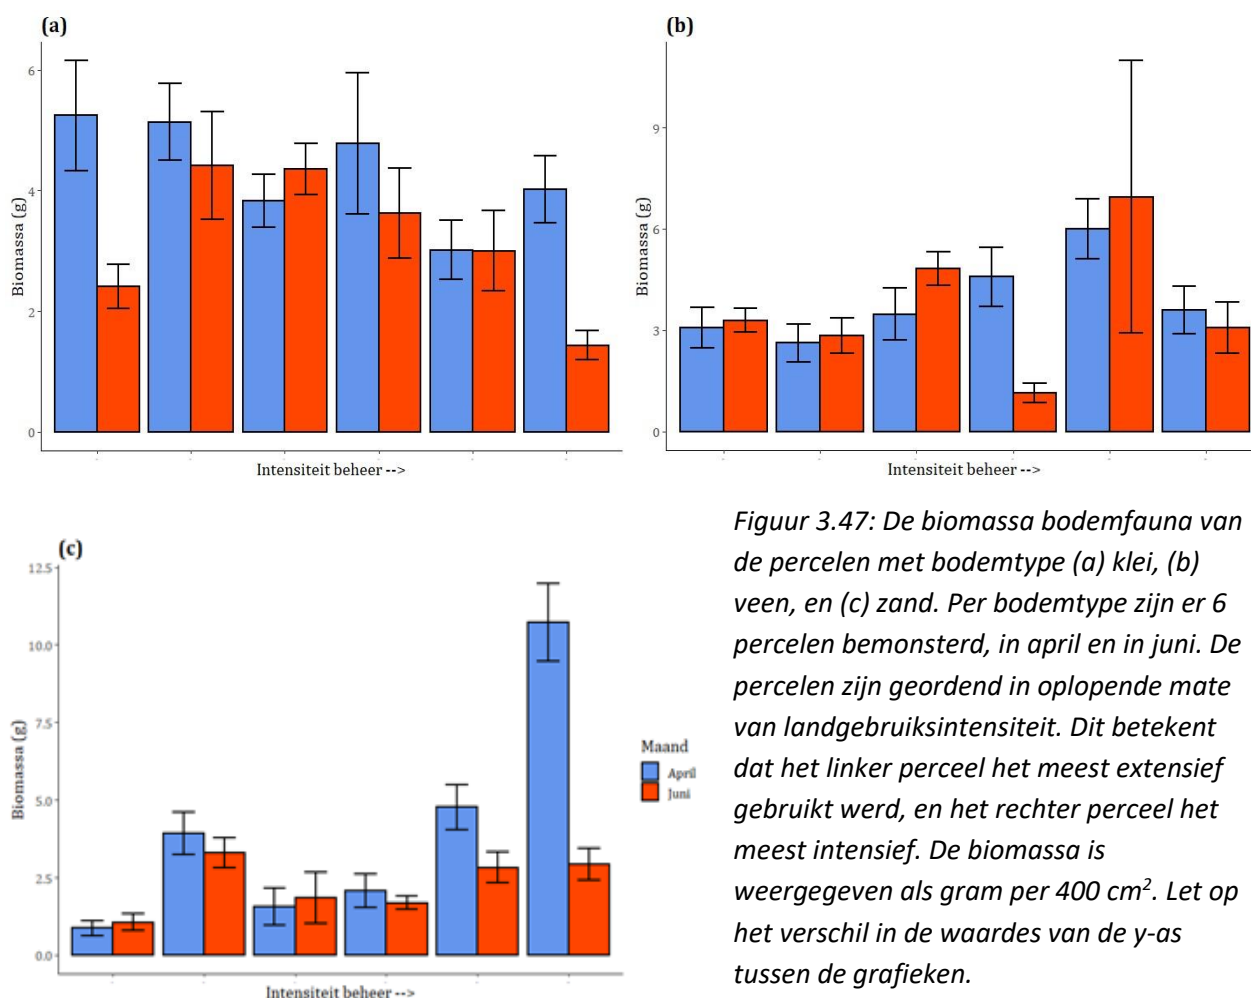 (a)
Biomassa (g)
6
4
2
0
Intensiteit beheer -->
(b)
Biomassa (g)
9
6
3
0
Intensiteit beheer -->
(c)
Biomassa (g)
12.5
10.0
7.5
5.0
2.5
0.0
Intensiteit beheer -->
Maand
April
Juni
Figuur 3.47: De biomassa bodemfauna van
de percelen met bodemtype (a) klei, (b)
veen, en (c) zand. Per bodemtype zijn er 6
percelen bemonsterd, in april en in juni. De
percelen zijn geordend in oplopende mate
van landgebruiksintensiteit. Dit betekent
dat het linker perceel het meest extensief
gebruikt werd, en het rechter perceel het
meest intensief. De biomassa is
weergegeven als gram per 400 cm². Let op
het verschil in de waardes van de y-as
tussen de grafieken.